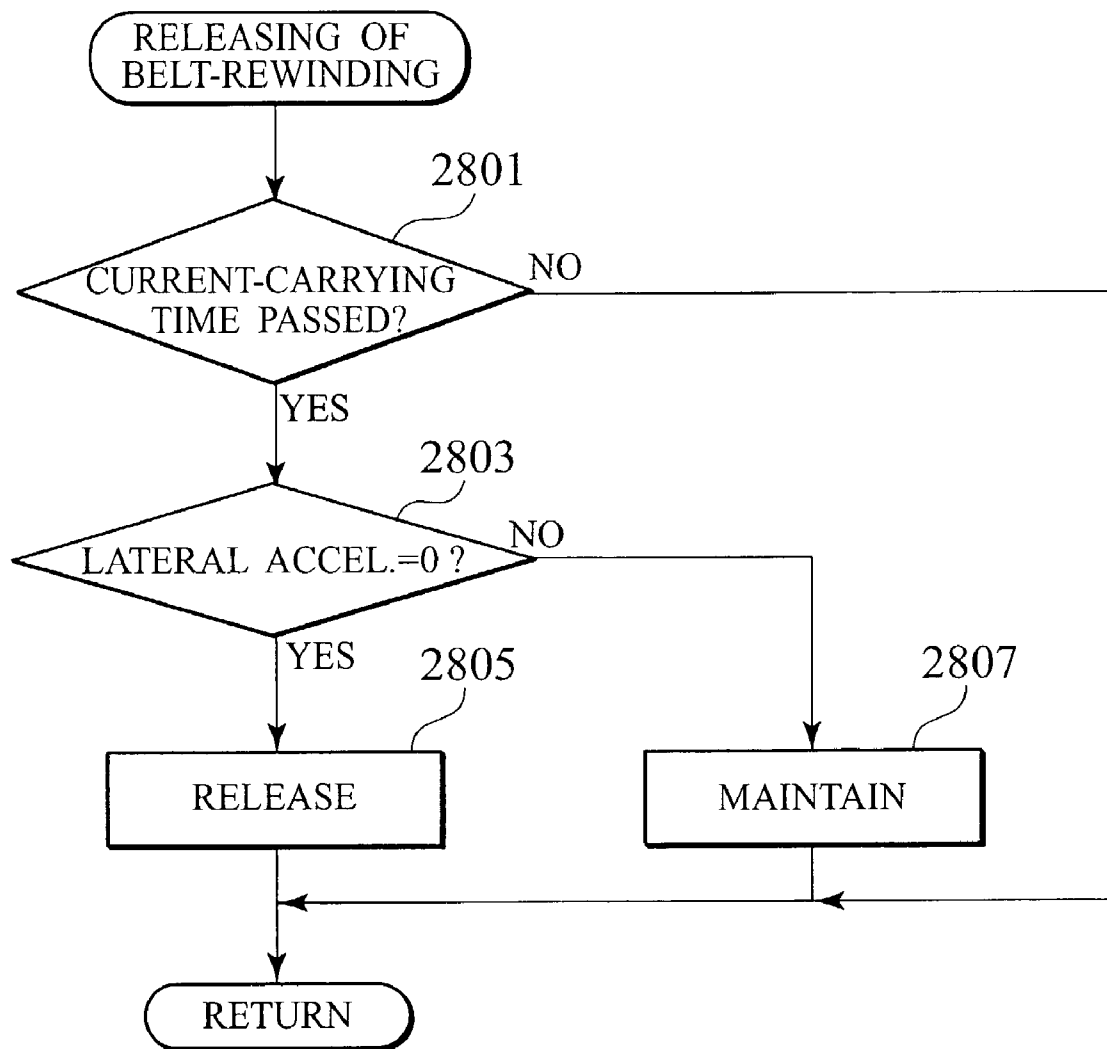 RELEASING OF
BELT-REWINDING
2801
CURRENT-CARRYING
TIME PASSED?
NO
YES
2803
LATERAL ACCEL.=0 ?
NO
YES
2805
2807
RELEASE
MAINTAIN
RETURN